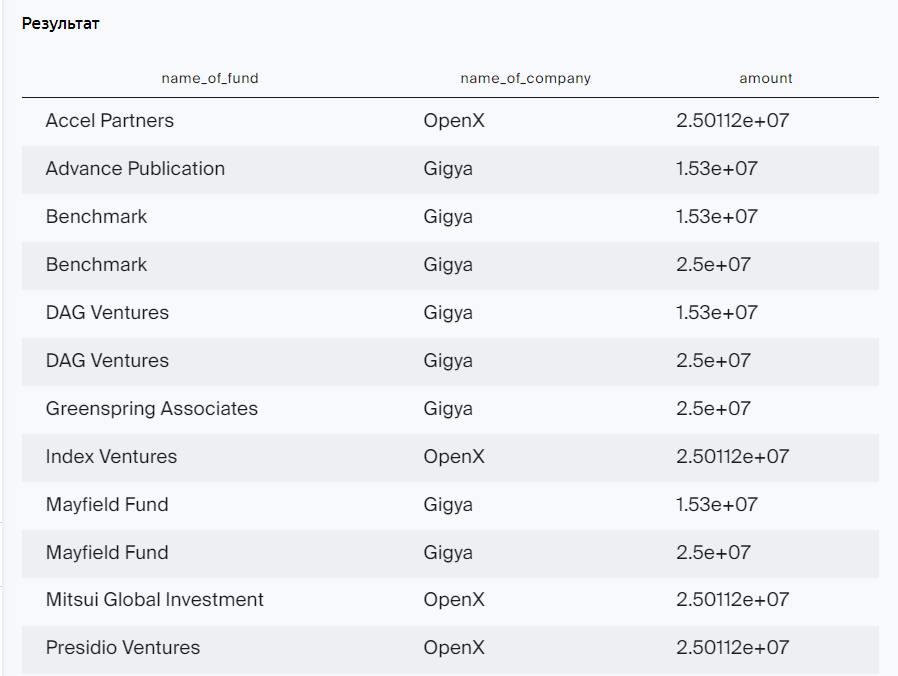 Результат
name_of_fund name_of_company amount
Accel Partners OpenX 2.50112e+07
Advance Publication Gigya 1.53e+07
Benchmark Gigya 1.53e+07
Benchmark Gigya 2.5e+07
DAG Ventures Gigya 1.53e+07
DAG Ventures Gigya 2.5e+07
Greenspring Associates Gigya 2.5e+07
Index Ventures OpenX 2.50112e+07
Mayfield Fund Gigya 1.53e+07
Mayfield Fund Gigya 2.5e+07
Mitsui Global Investment OpenX 2.50112e+07
Presidio Ventures OpenX 2.50112e+07